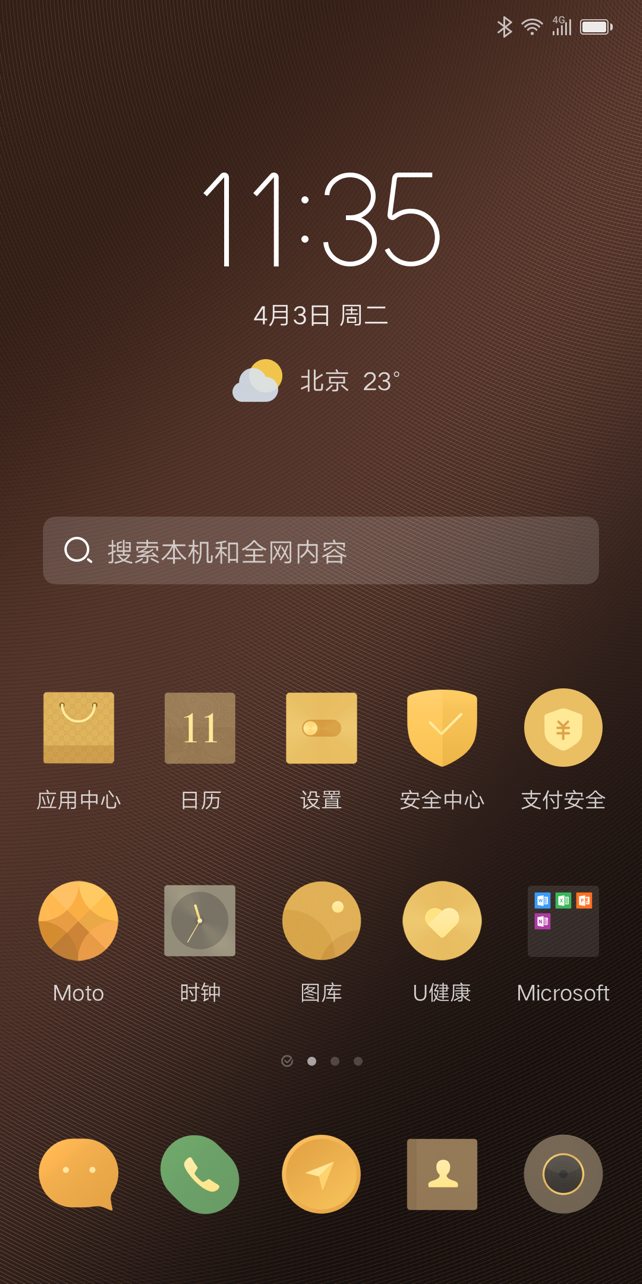 4G
11:35
4月3日 周二
北京 23°
搜索本机和全网内容
11 ¥
应用中心 日历 设置 安全中心 支付安全
Moto 时钟 图库 U健康 Microsoft